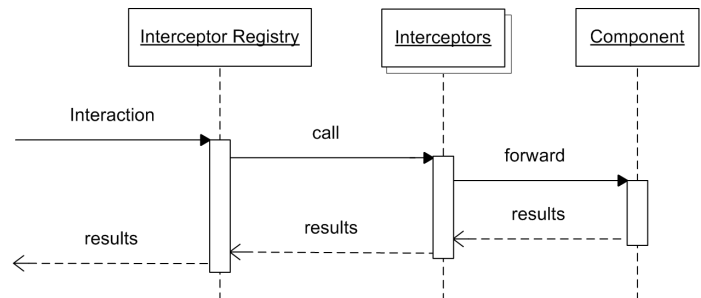 Interceptor Registry
Interceptors
Component
Interaction
call
forward
results
results
results